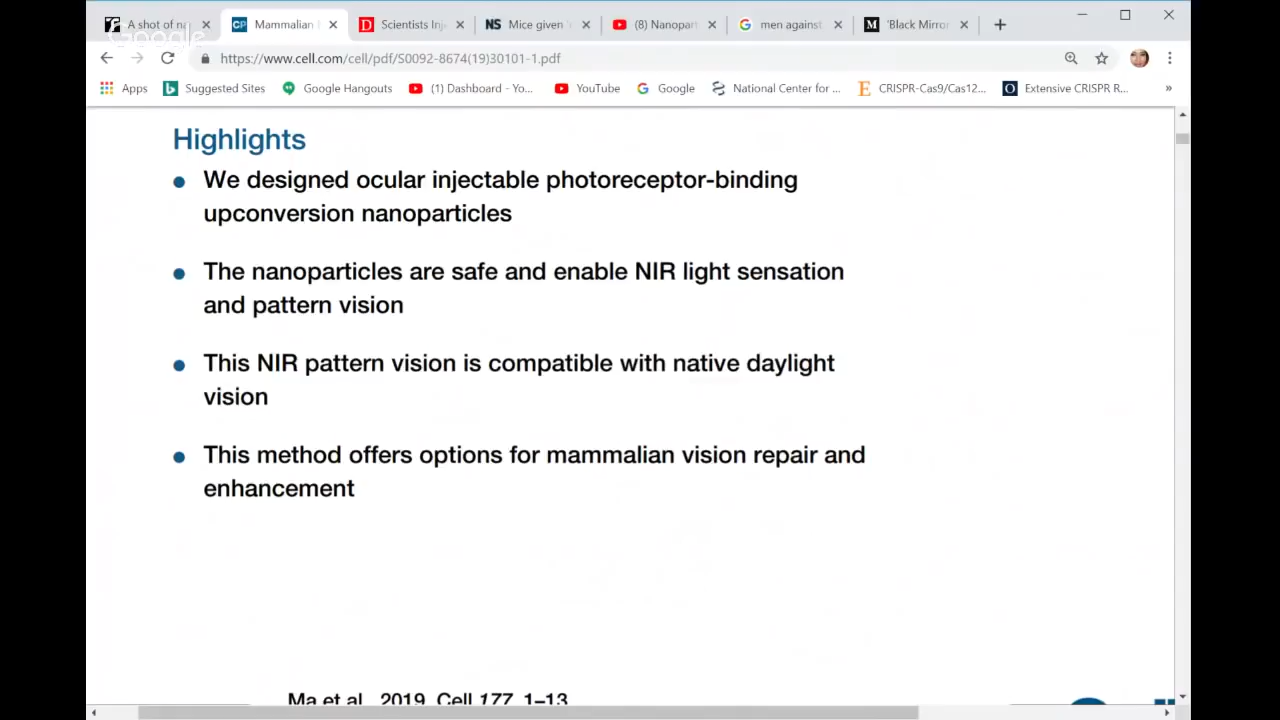 A shot of na
Mammalian
Scientists Inj
Mice given
(8) Nanopart
men against
'Black Mirro
Google
https://www.cell.com/cell/pdf/S0092-8674(19)30101-1.pdf
Apps
Suggested Sites
Google Hangouts
(1) Dashboard - Yo...
YouTube
Google
National Center for ...
CRISPR-Cas9/Cas12...
Extensive CRISPR R...
»
Highlights
• We designed ocular injectable photoreceptor-binding
upconversion nanoparticles
• The nanoparticles are safe and enable NIR light sensation
and pattern vision
• This NIR pattern vision is compatible with native daylight
vision
• This method offers options for mammalian vision repair and
enhancement
Ma et al., 2019, Cell 177, 1–13